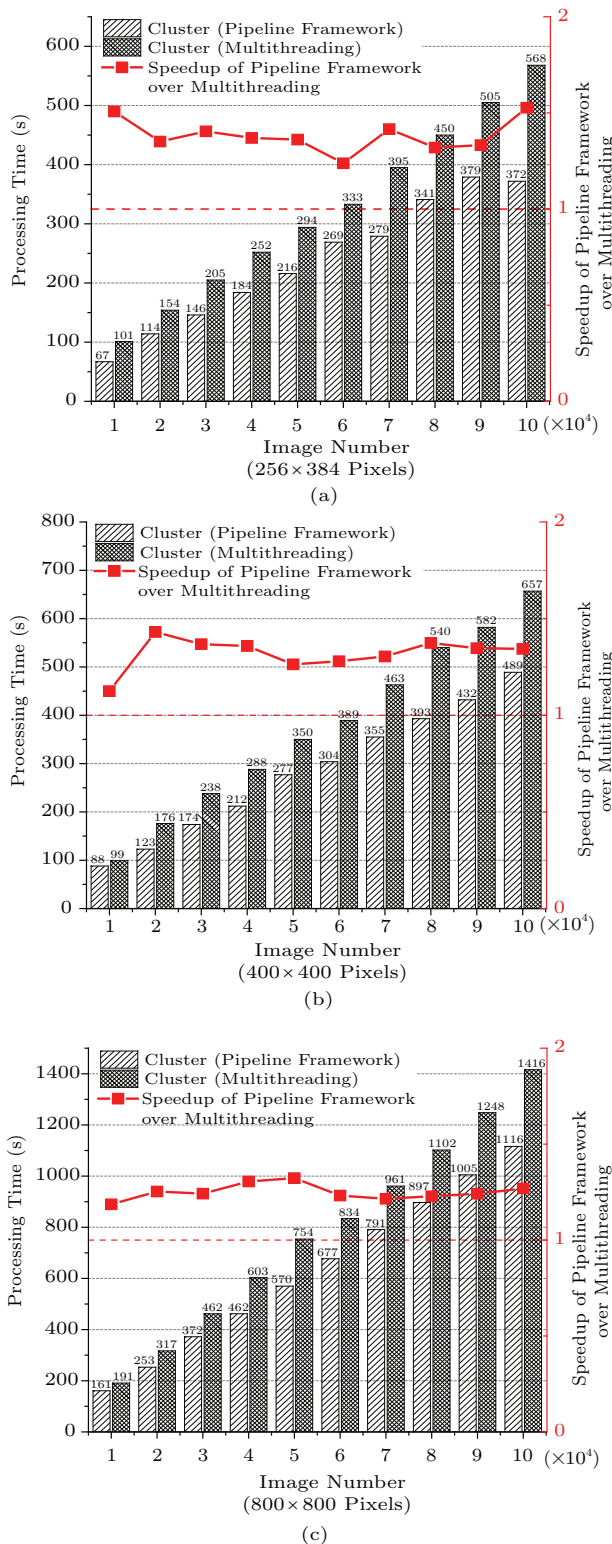 Cluster (Pipeline Framework)
Cluster (Multithreading)
Speedup of Pipeline Framework
over Multithreading
Processing Time (s)
600
500
400
300
200
100
0
67 101 114 154 146 205 184 252 216 294 269 333 279 395 341 450 379 505 372 568
2
1
0
Speedup of Pipeline Framework
over Multithreading
1 2 3 4 5 6 7 8 9 10 (×10⁴)
Image Number
(256×384 Pixels)
(a)
Cluster (Pipeline Framework)
Cluster (Multithreading)
Speedup of Pipeline Framework
over Multithreading
Processing Time (s)
800
700
600
500
400
300
200
100
0
88 99 123 176 174 238 212 288 277 350 304 389 355 463 393 540 432 582 489 657
2
1
0
Speedup of Pipeline Framework
over Multithreading
1 2 3 4 5 6 7 8 9 10 (×10⁴)
Image Number
(400×400 Pixels)
(b)
Cluster (Pipeline Framework)
Cluster (Multithreading)
Speedup of Pipeline Framework
over Multithreading
Processing Time (s)
1400
1200
1000
800
600
400
200
0
161 191 253 317 372 462 462 603 570 754 677 834 791 961 897 1102 1005 1248 1116 1416
2
1
0
Speedup of Pipeline Framework
over Multithreading
1 2 3 4 5 6 7 8 9 10 (×10⁴)
Image Number
(800×800 Pixels)
(c)